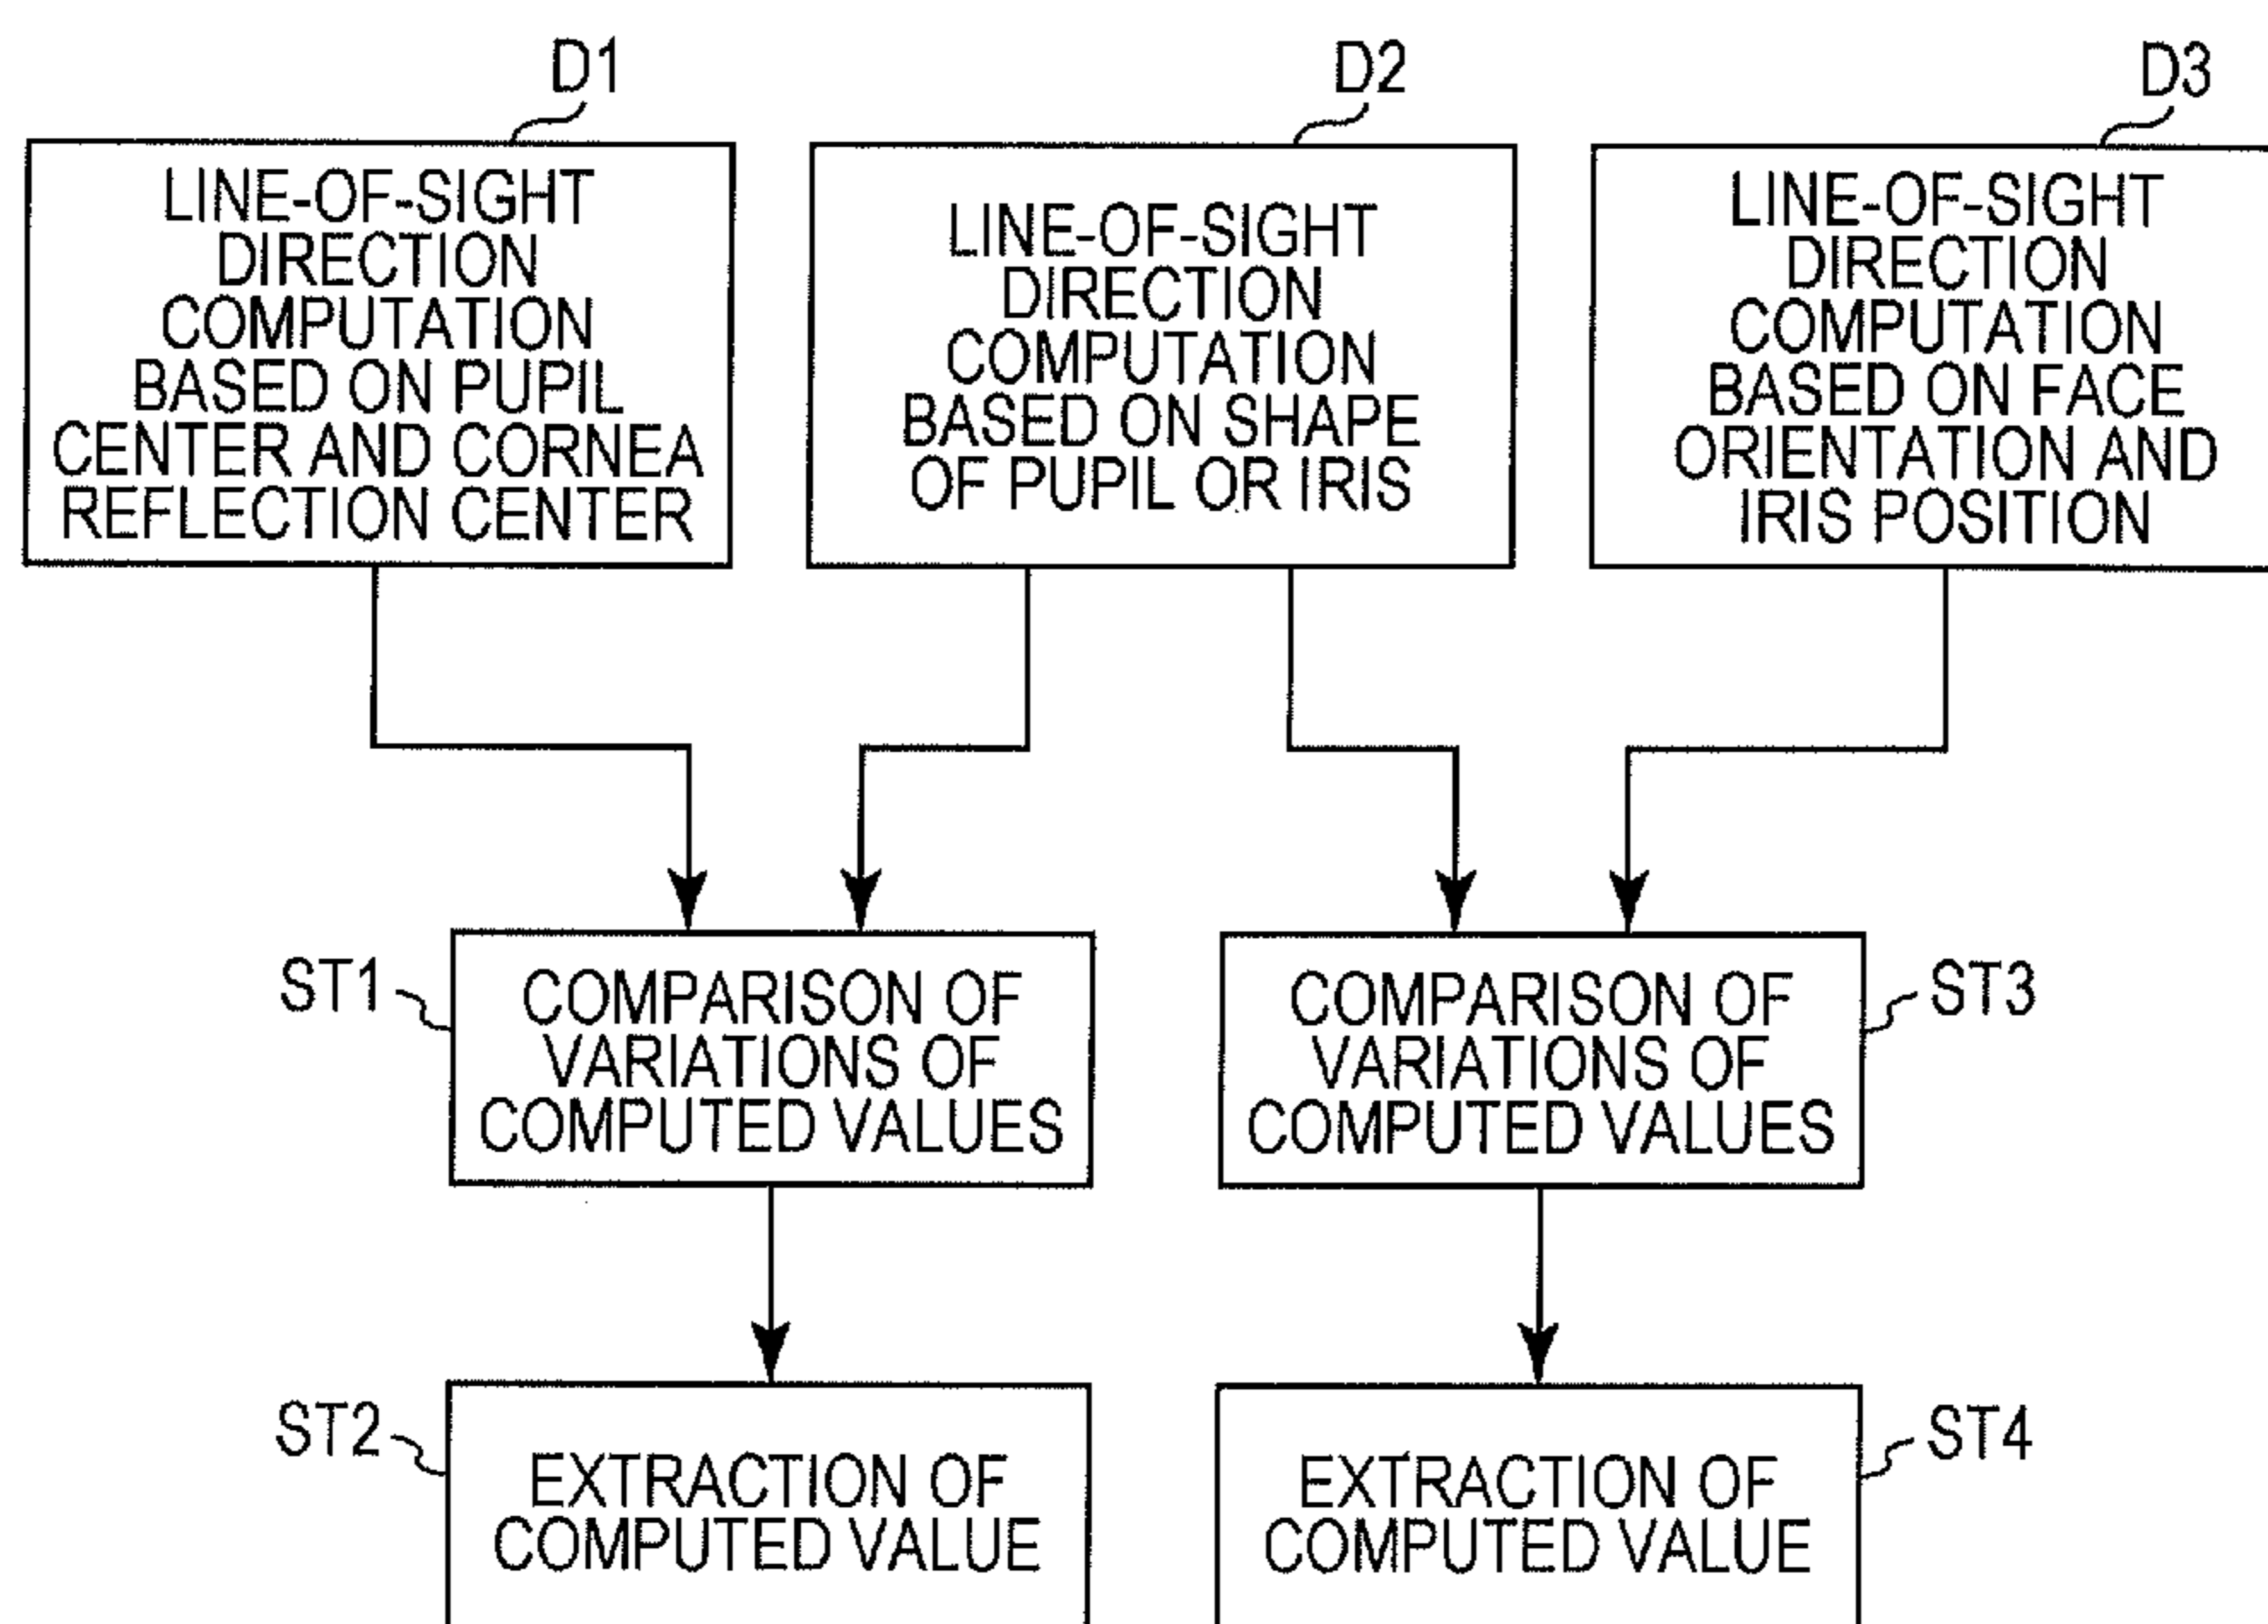 D1
LINE-OF-SIGHT
DIRECTION
COMPUTATION
BASED ON PUPIL
CENTER AND CORNEA
REFLECTION CENTER
D2
LINE-OF-SIGHT
DIRECTION
COMPUTATION
BASED ON SHAPE
OF PUPIL OR IRIS
D3
LINE-OF-SIGHT
DIRECTION
COMPUTATION
BASED ON FACE
ORIENTATION AND
IRIS POSITION
ST1
COMPARISON OF
VARIATIONS OF
COMPUTED VALUES
COMPARISON OF
VARIATIONS OF
COMPUTED VALUES
ST3
ST2
EXTRACTION OF
COMPUTED VALUE
EXTRACTION OF
COMPUTED VALUE
ST4